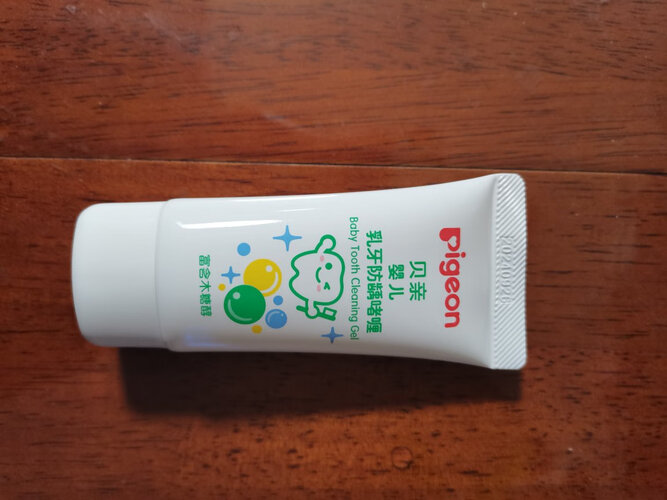 Pigeon
贝亲
婴儿
乳牙防龋啫喱
Baby Tooth Cleaning Gel
富含木糖醇